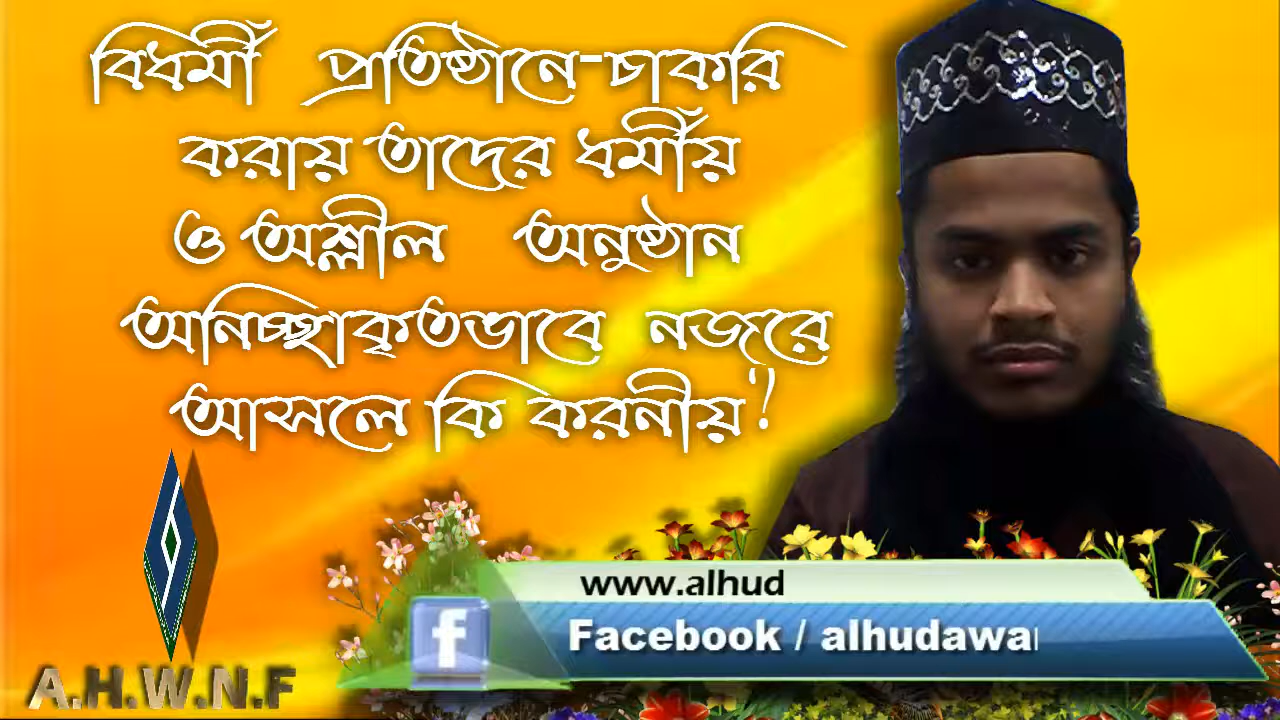 বিধর্মী প্রতিষ্ঠানে-চাকরি
করায় তাদের ধর্মীয়
ও অশ্লীল অনুষ্ঠান
অনিচ্ছাকৃতভাবে নজরে
আসলে কি করনীয়?
www.alhud
Facebook / alhudawa
A.H.W.N.F